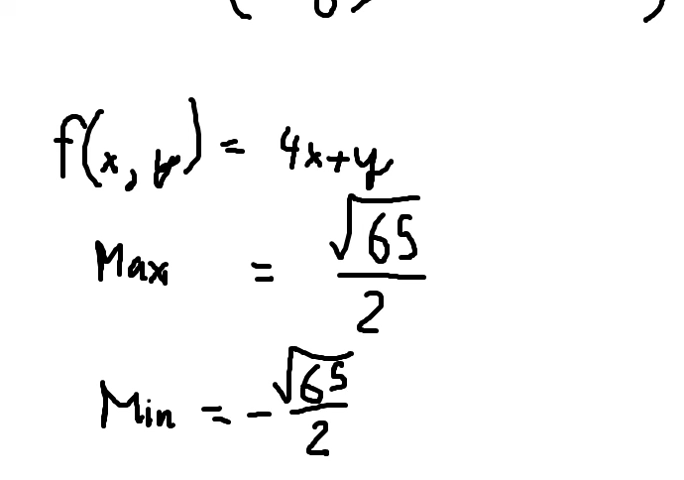 f(x, y) = 4x+y
Max = √65/2
Min = -√65/2